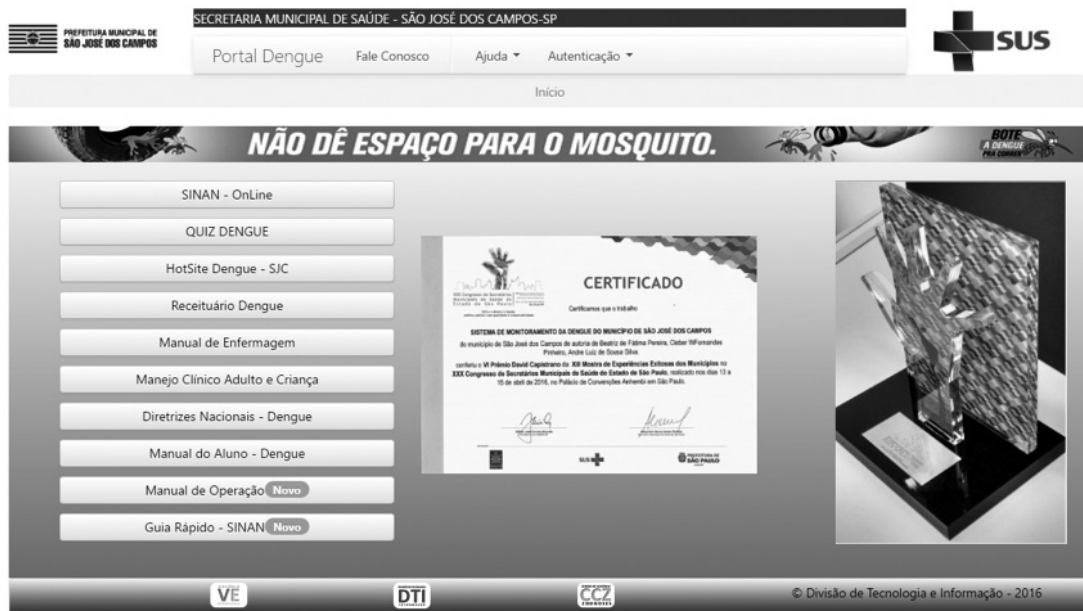 SECRETARIA MUNICIPAL DE SAÚDE - SÃO JOSÉ DOS CAMPOS-SP
PREFEITURA MUNICIPAL DE
SÃO JOSÉ DOS CAMPOS
Portal Dengue Fale Conosco Ajuda Autenticação
SUS
Início
NÃO DÊ ESPAÇO PARA O MOSQUITO.
BOTE
A DENGUE
PRA CORRER
SINAN - OnLine
QUIZ DENGUE
HotSite Dengue - SJC
Receituário Dengue
Manual de Enfermagem
Manejo Clínico Adulto e Criança
Diretrizes Nacionais - Dengue
Manual do Aluno - Dengue
Manual de Operação Novo
Guia Rápido - SINAN Novo
CERTIFICADO
Certificamos que o trabalho
SISTEMA DE MONITORAMENTO DA DENGUE DO MUNICÍPIO DE SÃO JOSÉ DOS CAMPOS
do município de São José dos Campos de autoria de Beatriz de Fátima Pereira, Cleber WFernandes
Pinheiro, Andre Luiz de Sousa Silva.
conferiu o VI Prêmio David Capistrano da XIII Mostra de Experiências Exitosas dos Municípios no
XXX Congresso de Secretários Municipais de Saúde do Estado de São Paulo, realizado nos dias 13 a
15 de abril de 2016, no Palácio de Convenções Anhembi em São Paulo.
SUS
PREFEITURA DE
SÃO PAULO
VE
DTI
CCZ
ZOONOSES
© Divisão de Tecnologia e Informação - 2016